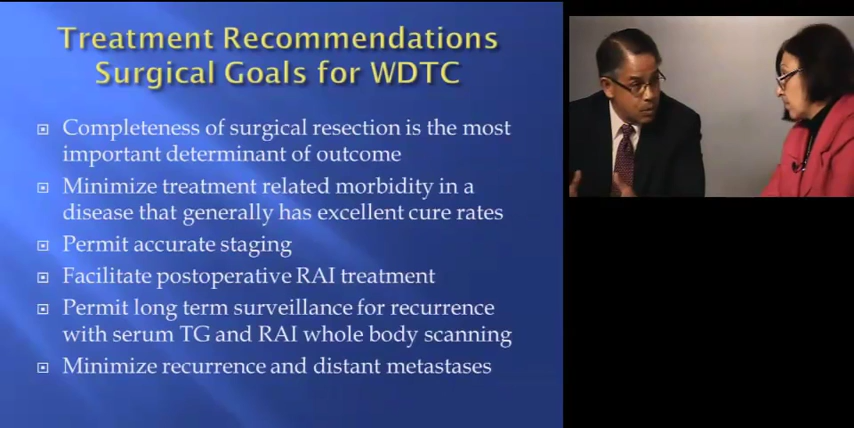 Treatment Recommendations
Surgical Goals for WDTC
Completeness of surgical resection is the most
important determinant of outcome
Minimize treatment related morbidity in a
disease that generally has excellent cure rates
Permit accurate staging
Facilitate postoperative RAI treatment
Permit long term surveillance for recurrence
with serum TG and RAI whole body scanning
Minimize recurrence and distant metastases